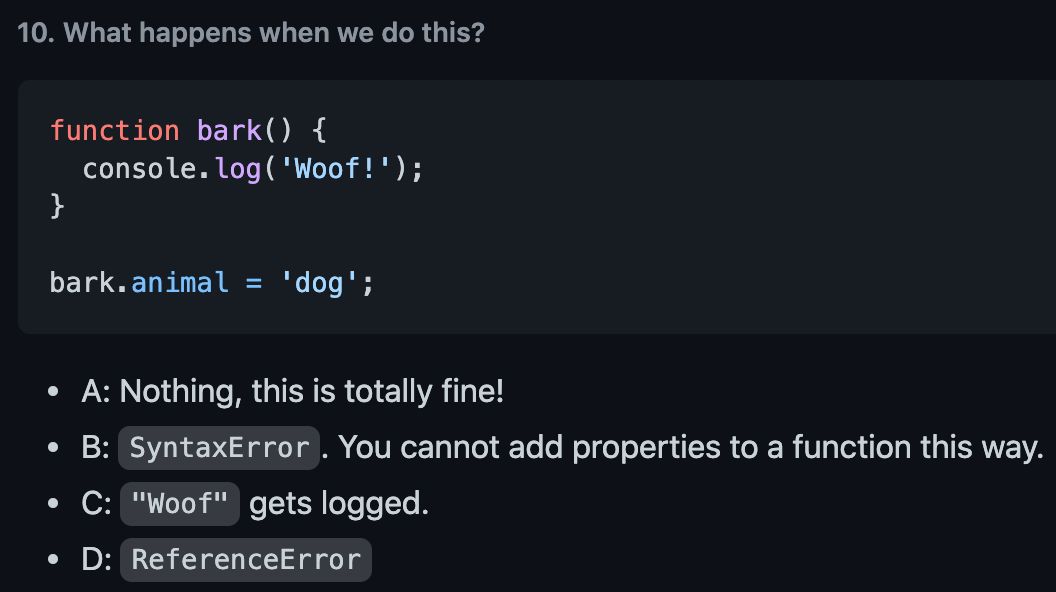 10. What happens when we do this?
function bark() {
  console.log('Woof!');
}
bark.animal = 'dog';
• A: Nothing, this is totally fine!
• B: SyntaxError. You cannot add properties to a function this way.
• C: "Woof" gets logged.
• D: ReferenceError